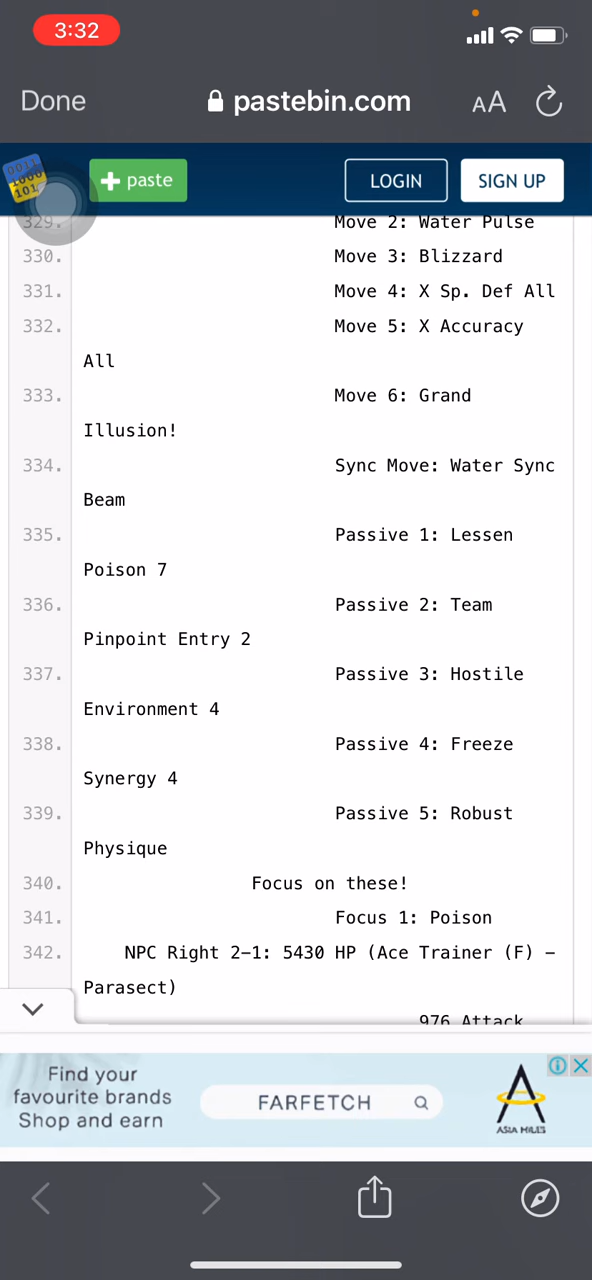 3:32
Done
pastebin.com
AA
+ paste
LOGIN
SIGN UP
329. Move 2: Water Pulse
330. Move 3: Blizzard
331. Move 4: X Sp. Def All
332. Move 5: X Accuracy
All
333. Move 6: Grand
Illusion!
334. Sync Move: Water Sync
Beam
335. Passive 1: Lessen
Poison 7
336. Passive 2: Team
Pinpoint Entry 2
337. Passive 3: Hostile
Environment 4
338. Passive 4: Freeze
Synergy 4
339. Passive 5: Robust
Physique
340. Focus on these!
341. Focus 1: Poison
342. NPC Right 2-1: 5430 HP (Ace Trainer (F) –
Parasect)
976 Attack
Find your
favourite brands
Shop and earn
FARFETCH
ASIA MILES